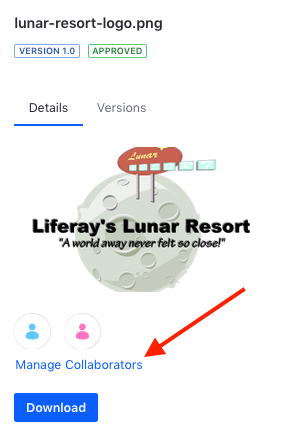 lunar-resort-logo.png
VERSION 1.0 APPROVED
Details Versions
Lunar
Liferay's Lunar Resort
"A world away never felt so close!"
Manage Collaborators
Download